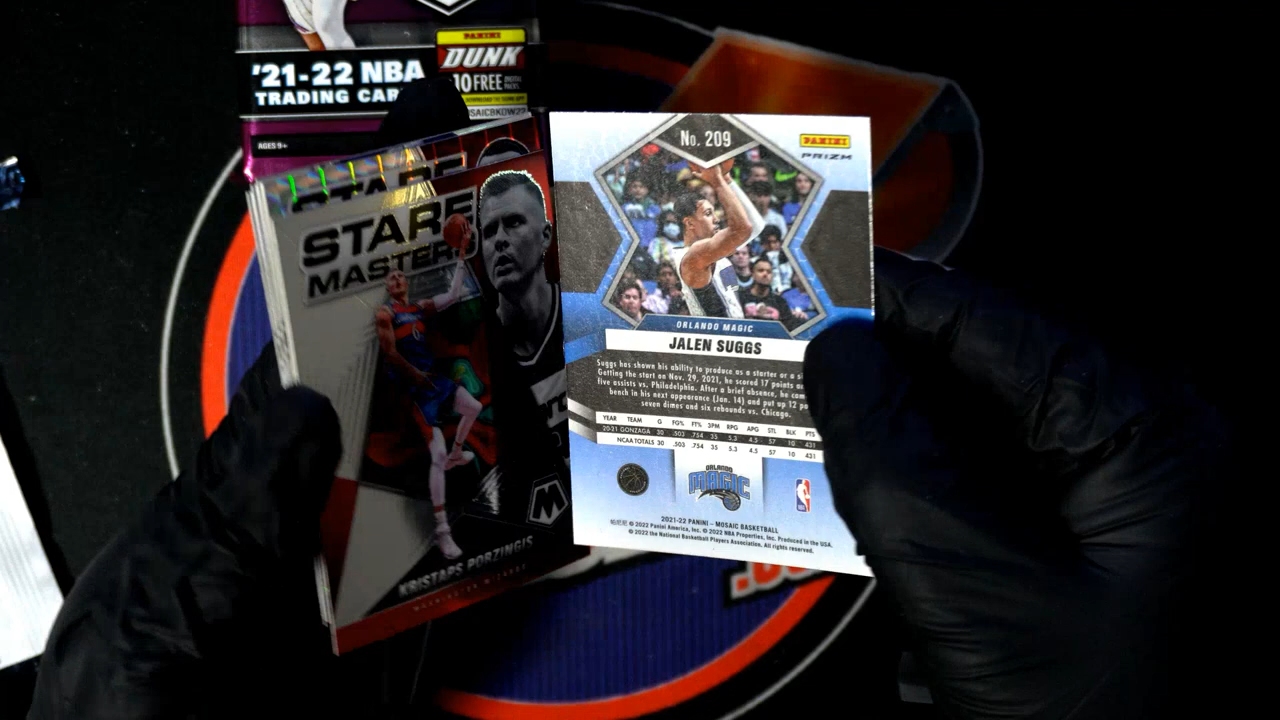 PANINI
DUNK
10 FREE
'21-22 NBA
TRADING CAR
AGES 9+
STARE
STARE
MASTERS
KRISTAPS PORZINGIS
WASHINGTON WIZARDS
No. 209
PANINI
PRIZM
ORLANDO MAGIC
JALEN SUGGS
Suggs has shown his ability to produce as a starter or a
Getting the start on Nov. 29, 2021, he scored 17 points
five assists vs. Philadelphia. After a brief absence, he
bench in his next appearance (Jan. 14) and put up 12
seven dimes and six rebounds vs. Chicago.
YEAR TEAM G FG% FT% 3PM RPG APG STL BLK PTS
20-21 GONZAGA 30 .503 .754 35 5.3 4.5 57 10 431
NCAA TOTALS 30 .503 .754 35 5.3 4.5 57 10 431
ORLANDO
MAGIC
2021-22 PANINI – MOSAIC BASKETBALL
© 2022 Panini America, Inc. © 2022 NBA Properties, Inc. Produced in the USA.
© 2022 the National Basketball Players Association. All rights reserved.